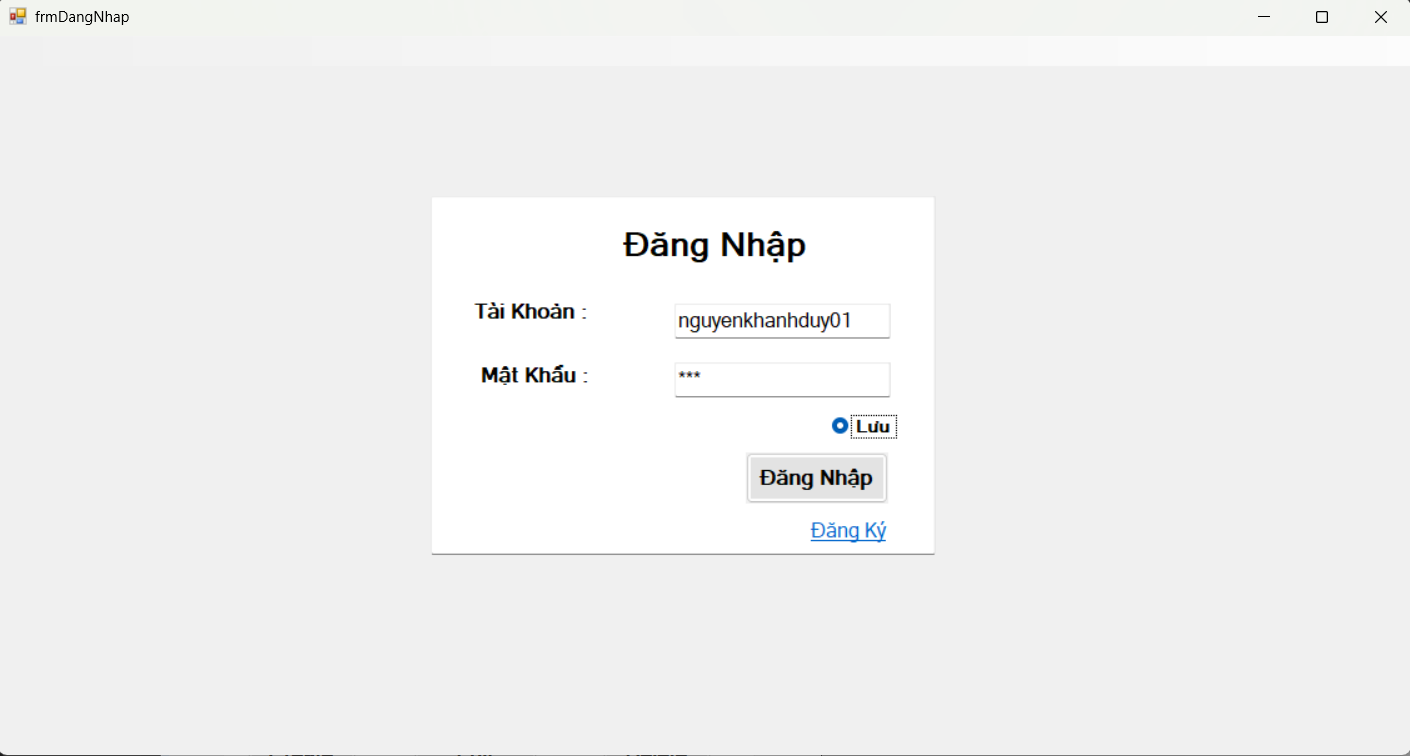 frmDangNhap
Đăng Nhập
Tài Khoản :
nguyenkhanhduy01
Mật Khẩu :
***
Lưu
Đăng Nhập
Đăng Ký